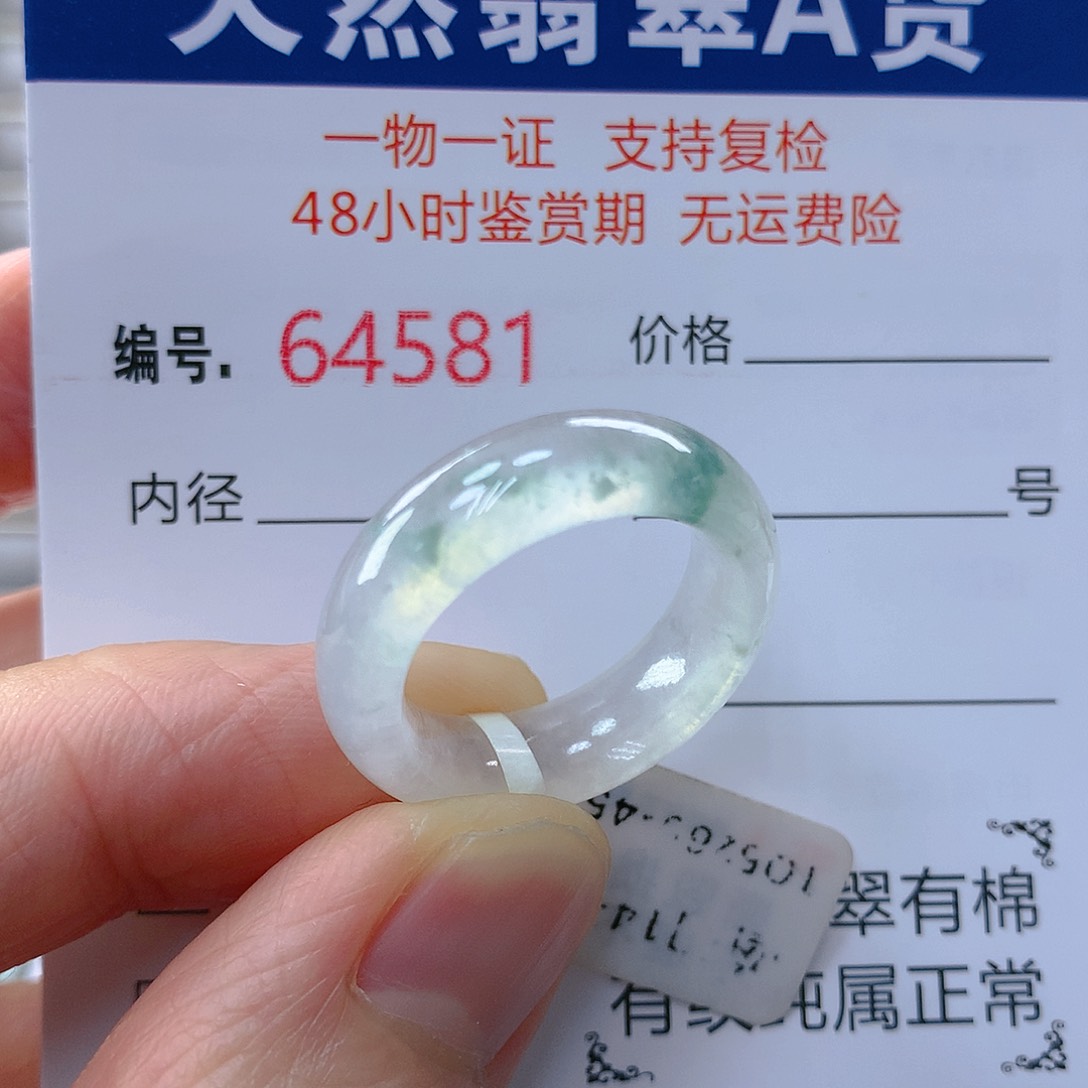 天然翡翠A货
一物一证 支持复检
48小时鉴赏期 无运费险
编号. 64581 价格
内径 号
翠有棉
有纹纯属正常